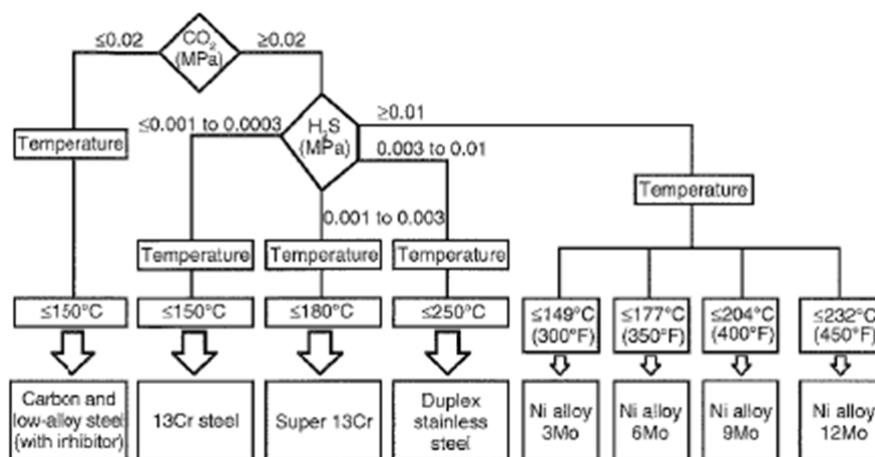 ≤0.02
CO₂
(MPa)
≥0.02
≤0.001 to 0.0003
H₂S
(MPa)
≥0.01
0.003 to 0.01
0.001 to 0.003
Temperature
Temperature
Temperature
Temperature
Temperature
≤150°C
≤150°C
≤180°C
≤250°C
≤149°C
(300°F)
≤177°C
(350°F)
≤204°C
(400°F)
≤232°C
(450°F)
Carbon and
low-alloy steel
(with irhibitor)
13Cr steel
Super 13Cr
Duplex
stainless
steel
Ni alloy
3Mo
Ni alloy
6Mo
Ni alloy
9Mo
Ni alloy
12Mo